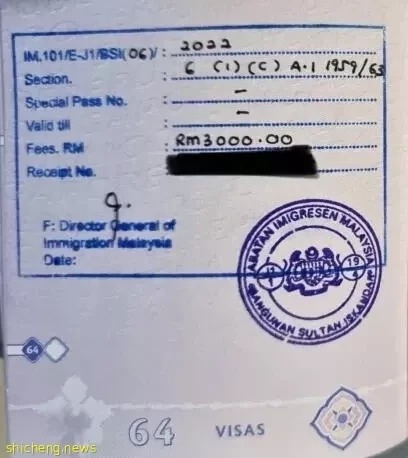 IM.101/E-J1/BSI(06)/ : 2022
Section. : 6 (1) (c) A.I 1959/63
Special Pass No. : -
Valid till : -
Fees. RM : Rm3000.00
Receipt No. :
F: Director General of
Immigration Malaysia
Date:
JABATAN IMIGRESEN MALAYSIA
BANGUNAN SULTAN ISKANDAR
64
64 VISAS
shicheng.news